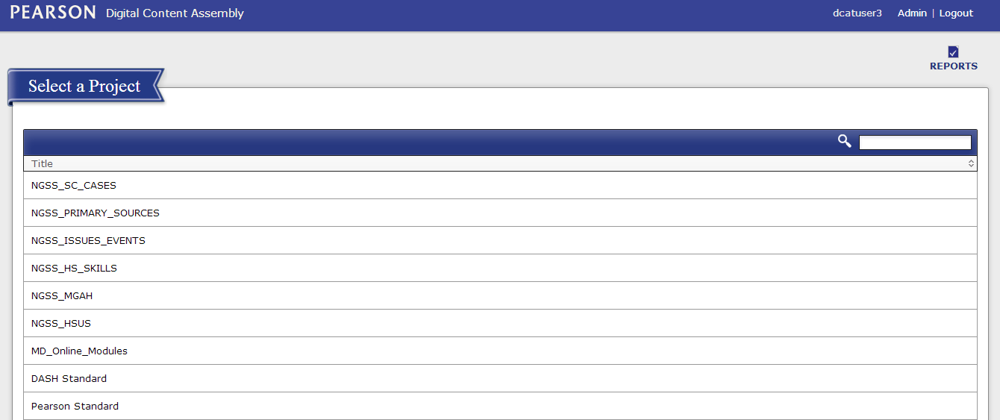 PEARSON Digital Content Assembly dcatuser3 Admin | Logout
REPORTS
Select a Project
Title
NGSS_SC_CASES
NGSS_PRIMARY_SOURCES
NGSS_ISSUES_EVENTS
NGSS_HS_SKILLS
NGSS_MGAH
NGSS_HSUS
MD_Online_Modules
DASH Standard
Pearson Standard